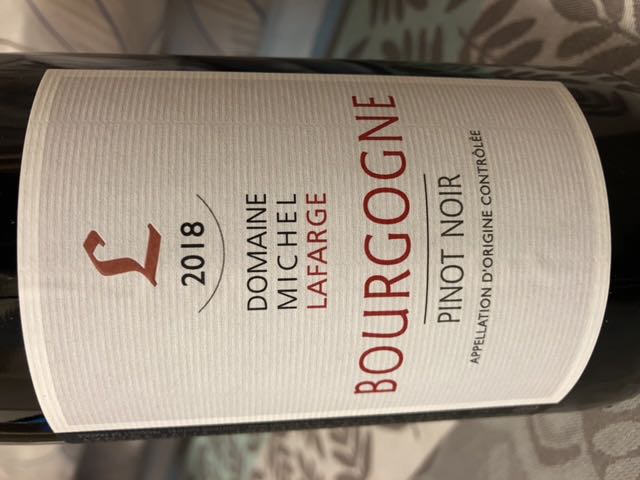 L
2018
DOMAINE
MICHEL
LAFARGE
BOURGOGNE
PINOT NOIR
APPELLATION D'ORIGINE CONTRÔLÉE